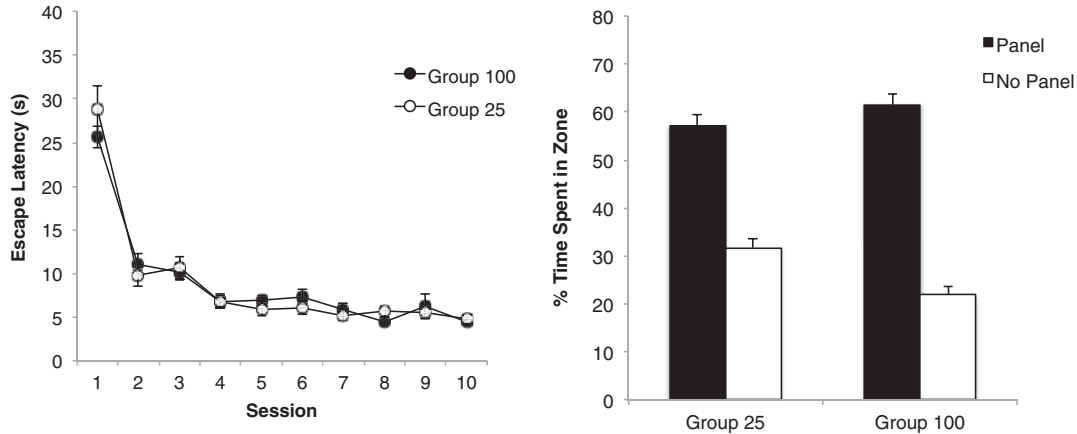 40
35
30
25
20
15
10
5
0
Escape Latency (s)
Group 100
Group 25
1 2 3 4 5 6 7 8 9 10
Session
80
70
60
50
40
30
20
10
0
% Time Spent in Zone
Panel
No Panel
Group 25 Group 100